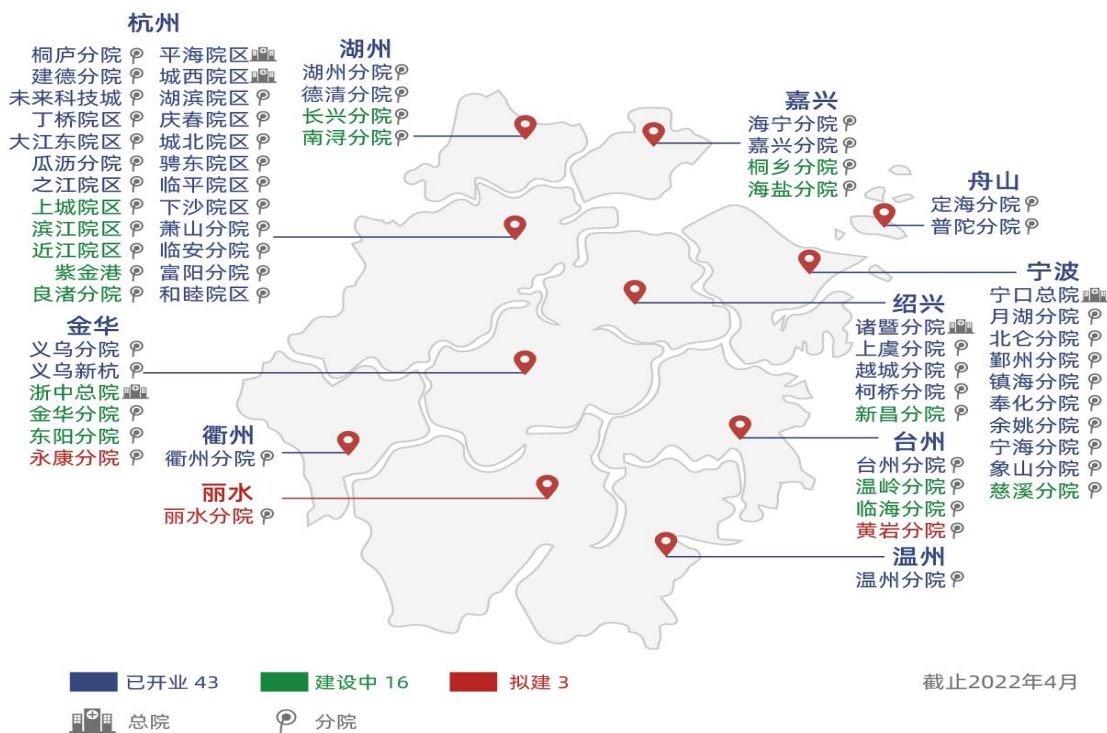 杭州
桐庐分院 平海院区
建德分院 城西院区
未来科技城 湖滨院区
丁桥院区 庆春院区
大江东院区 城北院区
瓜沥分院 骋东院区
之江院区 临平院区
上城院区 下沙院区
滨江院区 萧山分院
近江院区 临安分院
紫金港 富阳分院
良渚分院 和睦院区
湖州
湖州分院
德清分院
长兴分院
南浔分院
嘉兴
海宁分院
嘉兴分院
桐乡分院
海盐分院
舟山
定海分院
普陀分院
宁波
宁口总院
月湖分院
北仑分院
鄞州分院
镇海分院
奉化分院
余姚分院
宁海分院
象山分院
慈溪分院
绍兴
诸暨分院
上虞分院
越城分院
柯桥分院
新昌分院
金华
义乌分院
义乌新杭
浙中总院
金华分院
东阳分院
永康分院
衢州
衢州分院
丽水
丽水分院
台州
台州分院
温岭分院
临海分院
黄岩分院
温州
温州分院
已开业 43 建设中 16 拟建 3
截止2022年4月
总院 分院